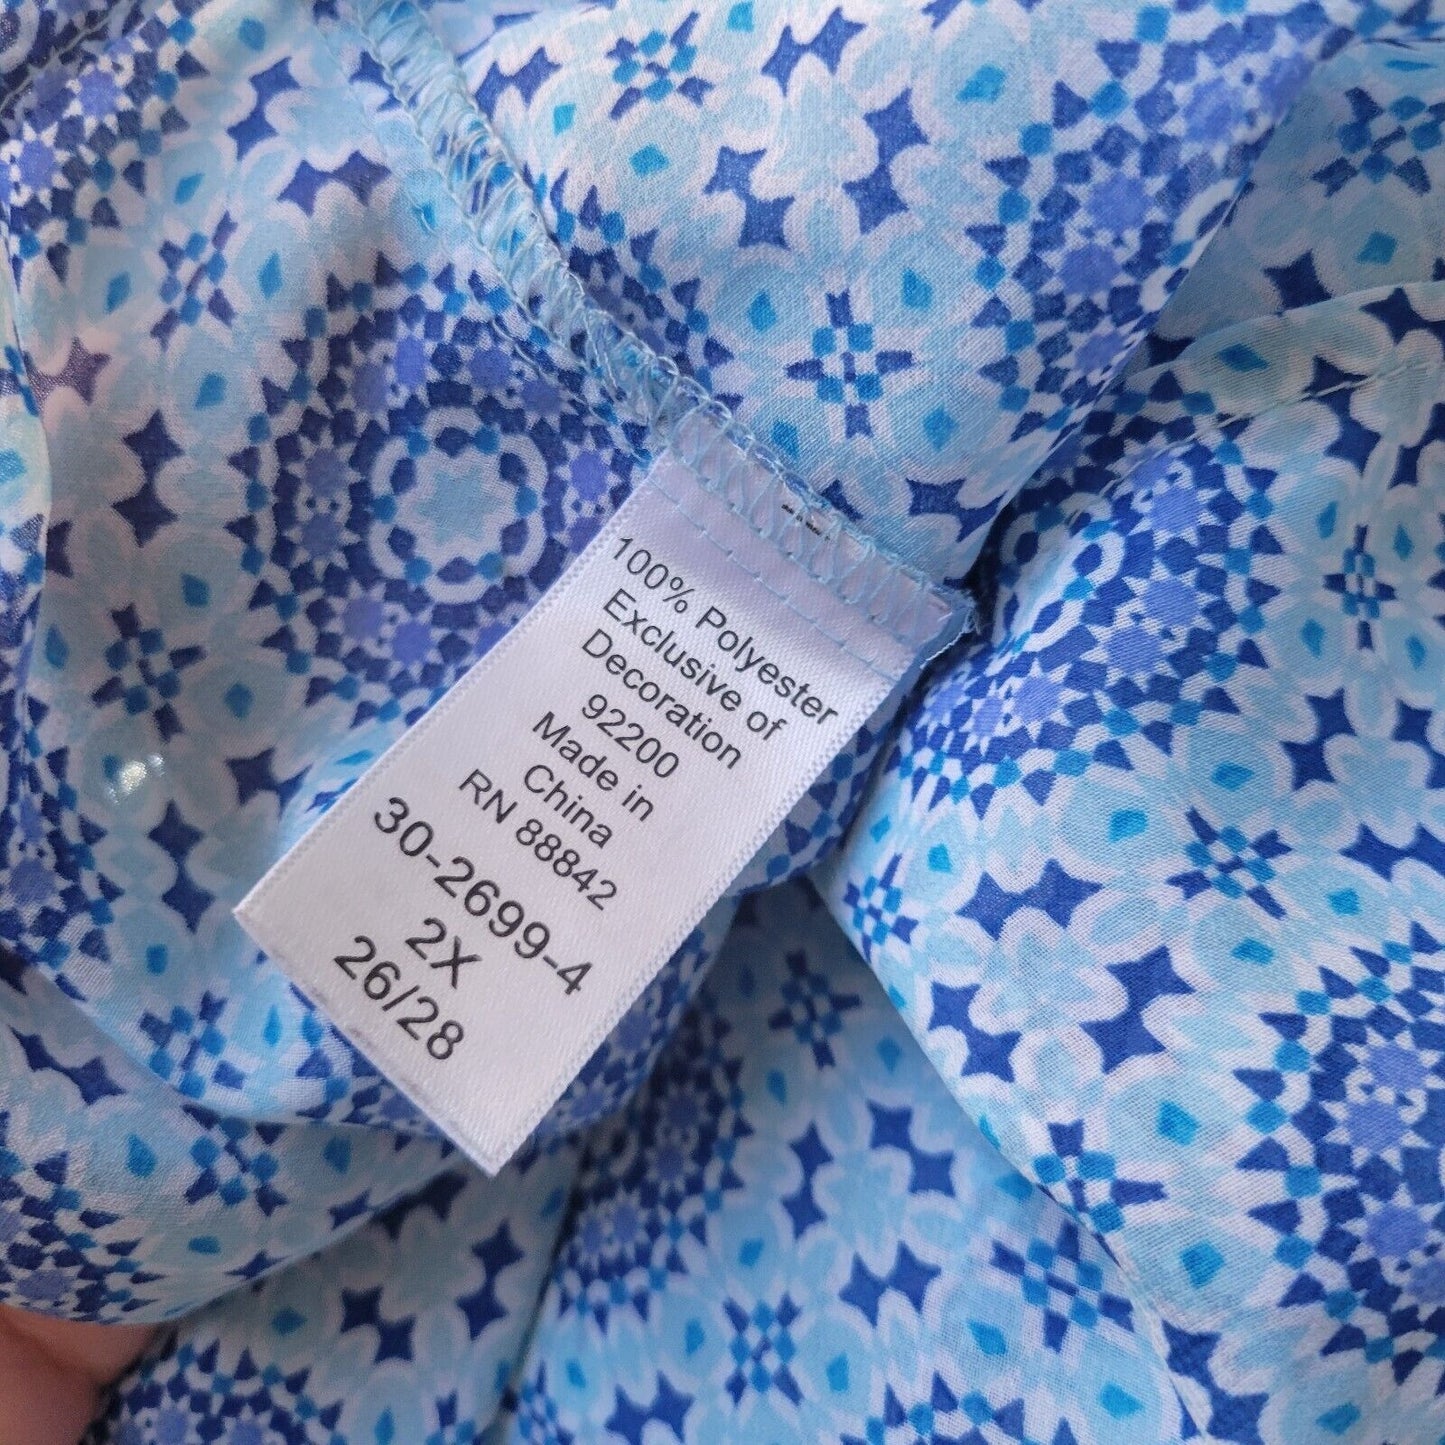 100% Polyester
Exclusive of
Decoration
92200
Made in
China
RN 88842
30-2699-4
2X
26/28